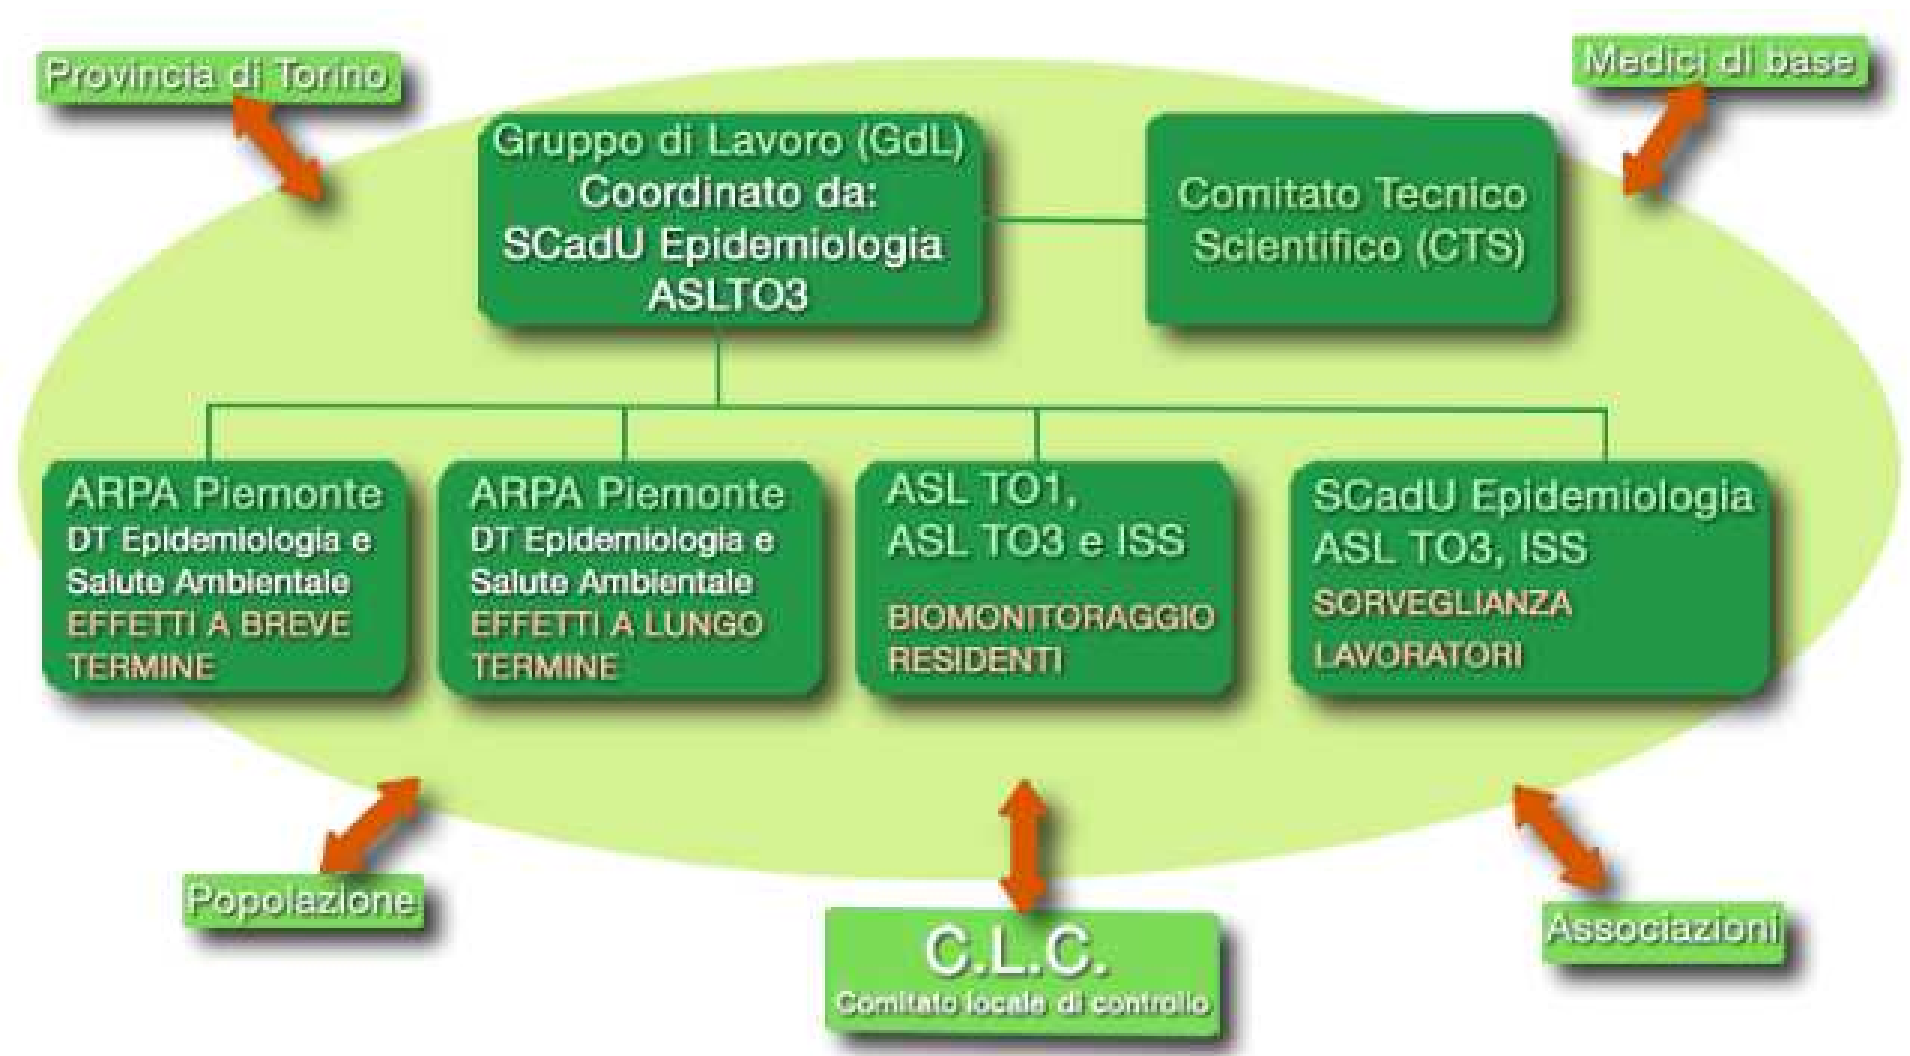 Provincia di Torino
Medici di base
Gruppo di Lavoro (GdL)
Coordinato da:
SCadU Epidemiologia
ASLTO3
Comitato Tecnico
Scientifico (CTS)
ARPA Piemonte
DT Epidemiologia e
Salute Ambientale
EFFETTI A BREVE
TERMINE
ARPA Piemonte
DT Epidemiologia e
Salute Ambientale
EFFETTI A LUNGO
TERMINE
ASL TO1,
ASL TO3 e ISS
BIOMONITORAGGIO
RESIDENTI
SCadU Epidemiologia
ASL TO3, ISS
SORVEGLIANZA
LAVORATORI
Popolazione
C.L.C.
Comitato locale di controllo
Associazioni